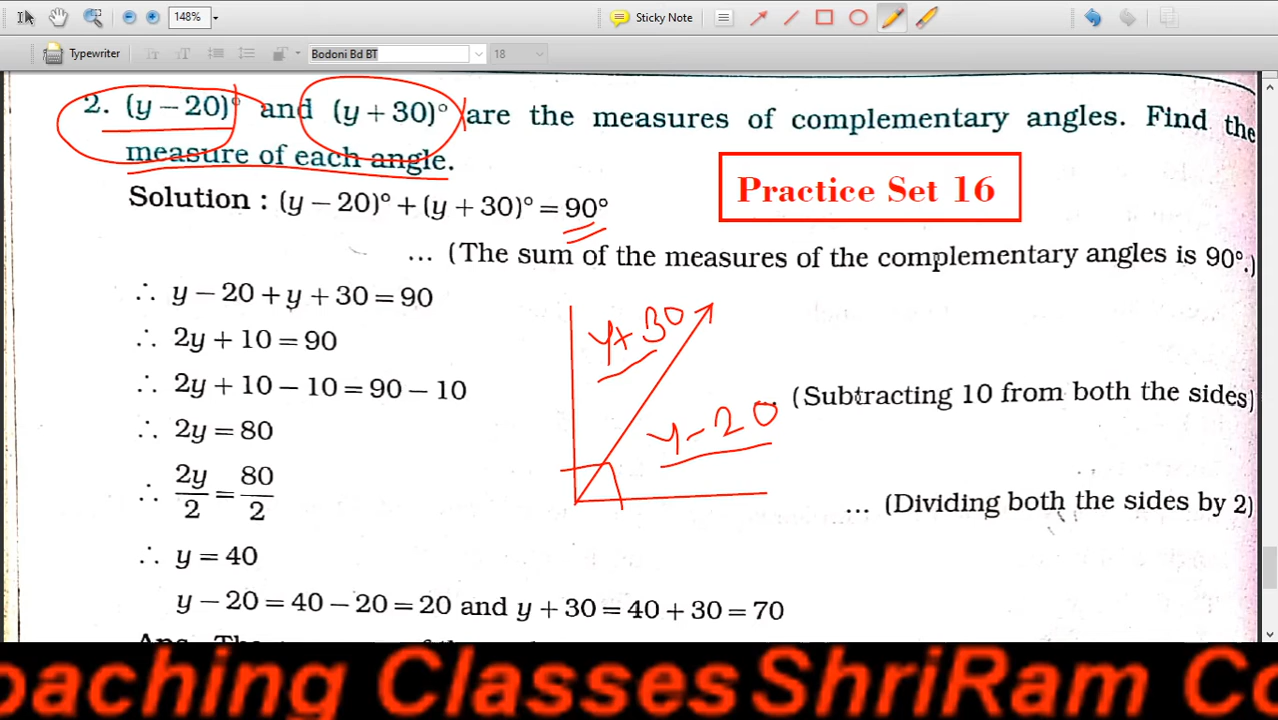 148%
Sticky Note
Typewriter
Bodoni Bd BT
18
2. (y − 20)° and (y + 30)° are the measures of complementary angles. Find the
measure of each angle.
Practice Set 16
Solution : (y − 20)° + (y + 30)° = 90°
... (The sum of the measures of the complementary angles is 90°.)
∴ y − 20 + y + 30 = 90
∴ 2y + 10 = 90
∴ 2y + 10 − 10 = 90 − 10
... (Subtracting 10 from both the sides)
∴ 2y = 80
∴ 2y/2 = 80/2
... (Dividing both the sides by 2)
∴ y = 40
y − 20 = 40 − 20 = 20 and y + 30 = 40 + 30 = 70
y+30
y−20
oaching Classes ShriRam Co